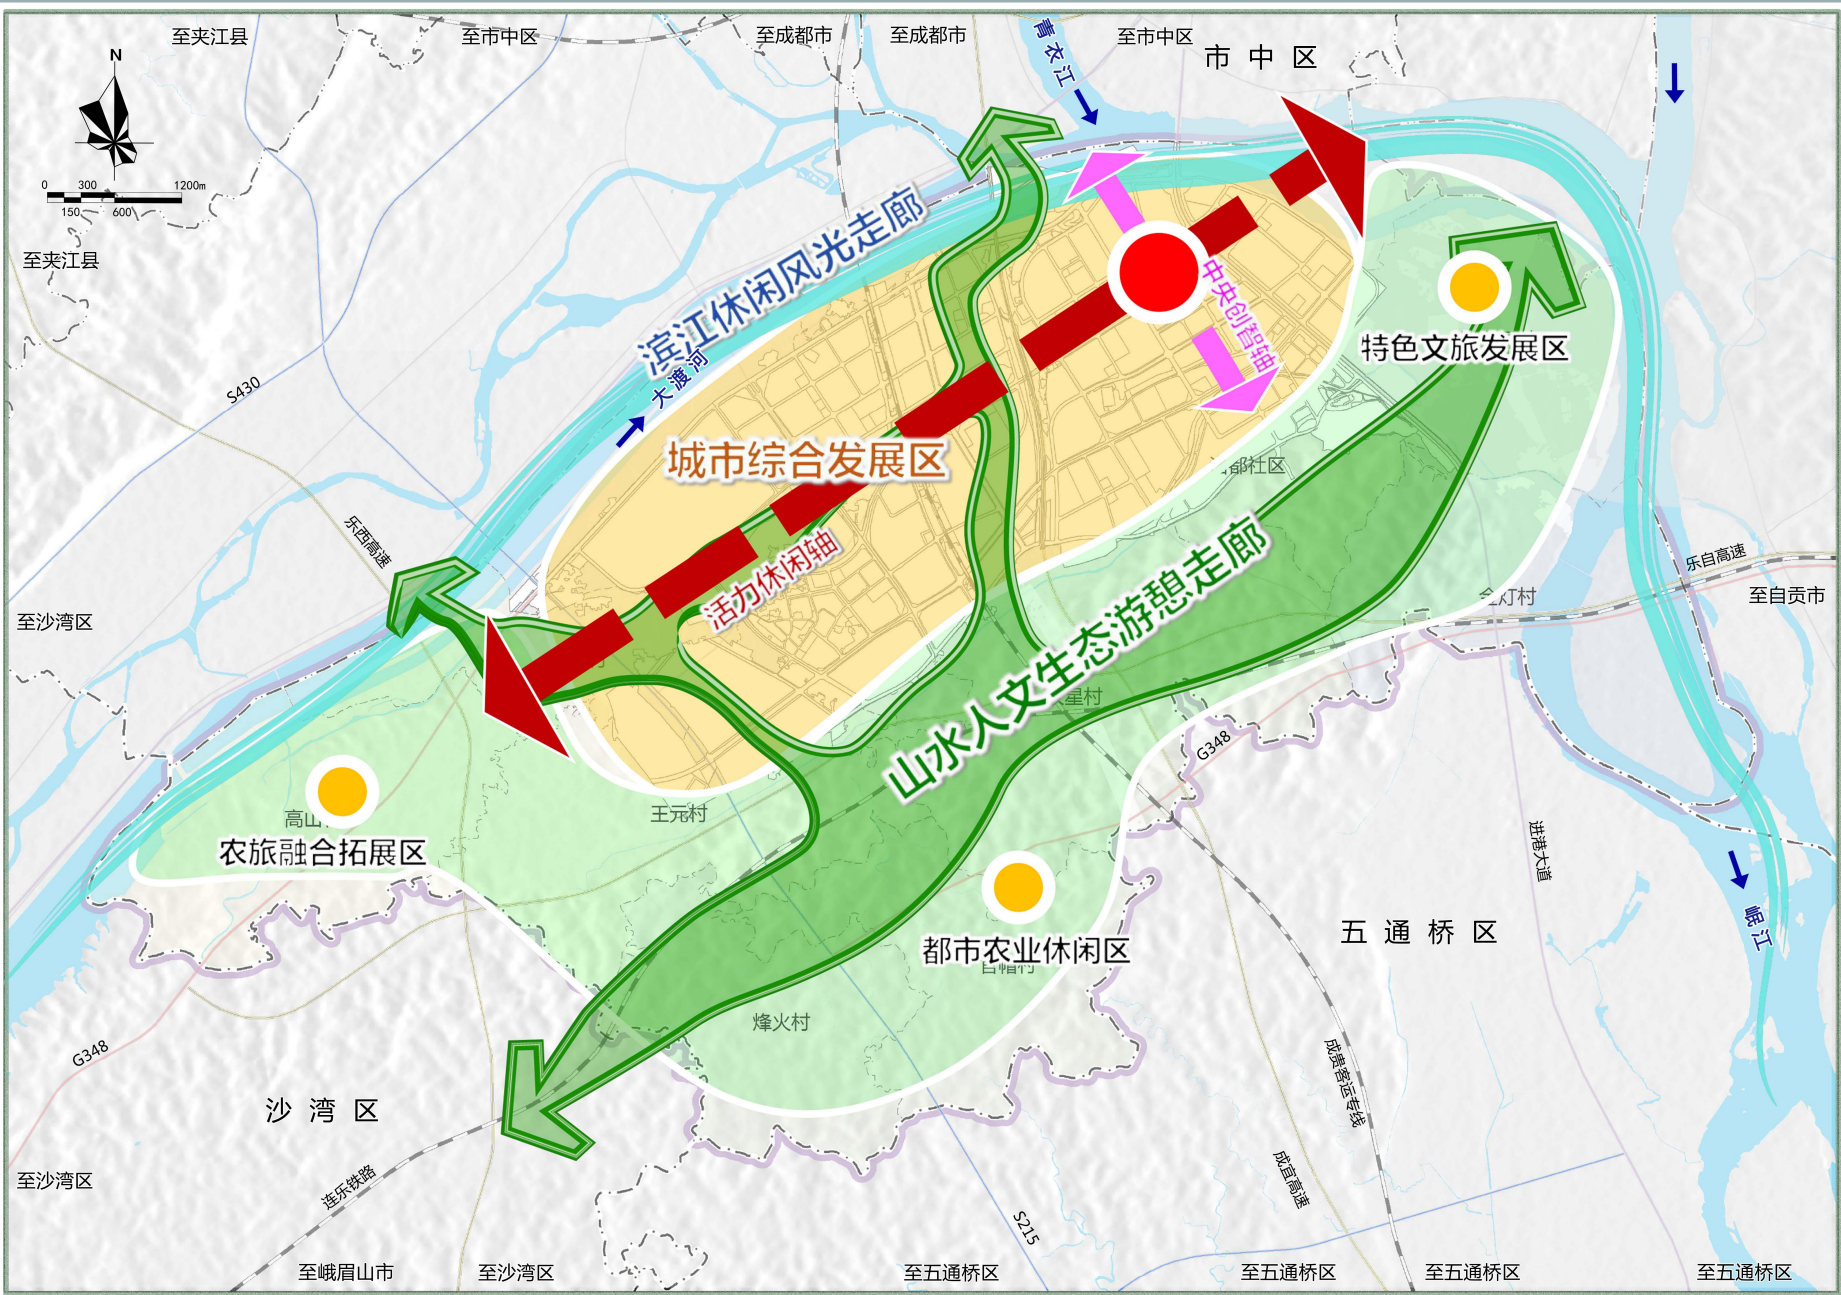 至夹江县
至市中区
至成都市
至成都市
至市中区
市中区
青衣江
N
0 300 1200m
150 600
至夹江县
滨江休闲风光走廊
大渡河
中央创智轴
特色文旅发展区
S430
城市综合发展区
都社区
乐西高速
活力休闲轴
山水人文生态游憩走廊
乐自高速
至自贡市
灯村
至沙湾区
星村
G348
高山
王元村
农旅融合拓展区
进港大道
都市农业休闲区
官帽村
五通桥区
岷江
烽火村
G348
沙湾区
成贵客运专线
至沙湾区
连乐铁路
成宜高速
S215
至峨眉山市
至沙湾区
至五通桥区
至五通桥区
至五通桥区
至五通桥区